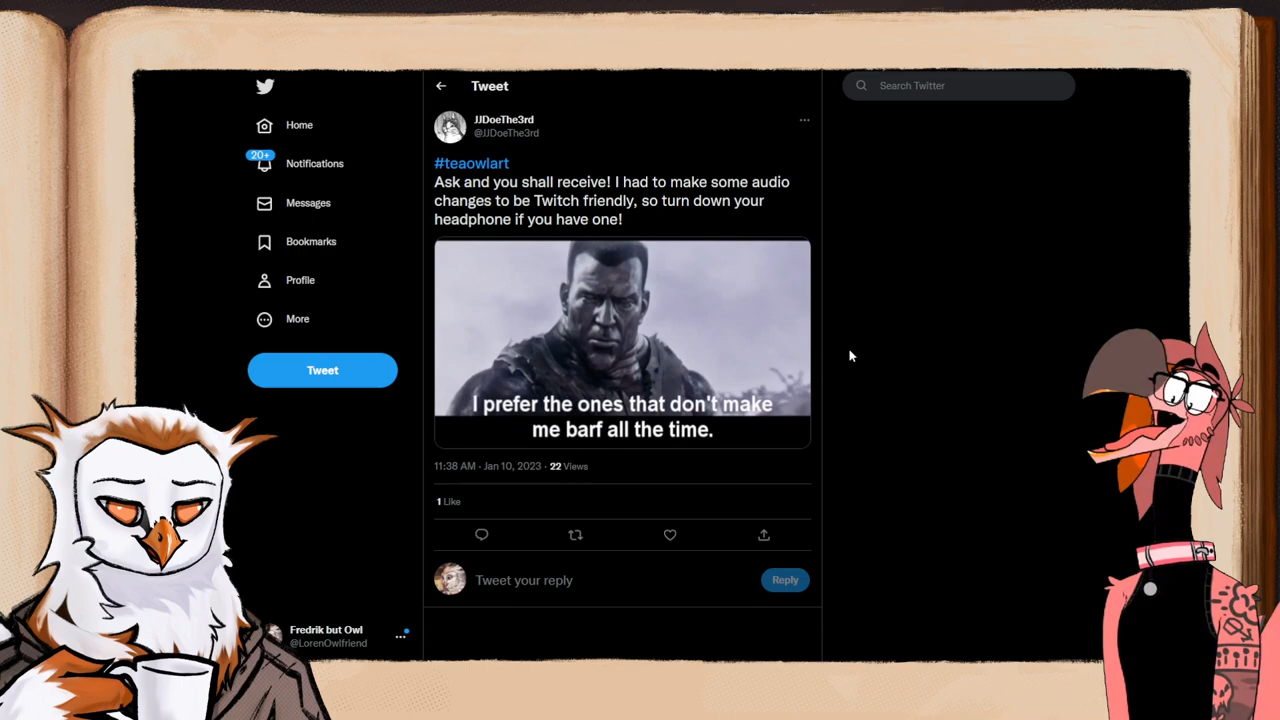 Home
20+
Notifications
Messages
Bookmarks
Profile
More
Tweet
Fredrik but Owl
@LorenOwlfriend
Tweet
JJDoeThe3rd
@JJDoeThe3rd
#teaowlart
Ask and you shall receive! I had to make some audio
changes to be Twitch friendly, so turn down your
headphone if you have one!
I prefer the ones that don't make
me barf all the time.
11:38 AM · Jan 10, 2023 · 22 Views
1 Like
Tweet your reply
Reply
Search Twitter